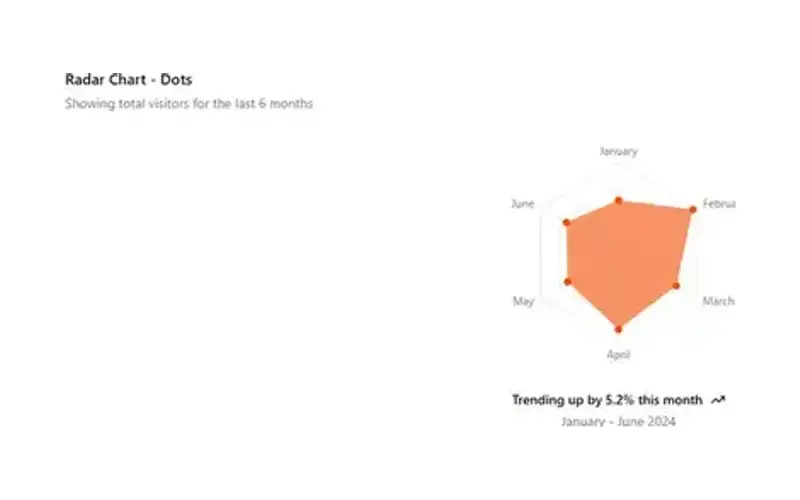 Radar Chart - Dots
Showing total visitors for the last 6 months
January
June
Februa
May
March
April
Trending up by 5.2% this month
January - June 2024